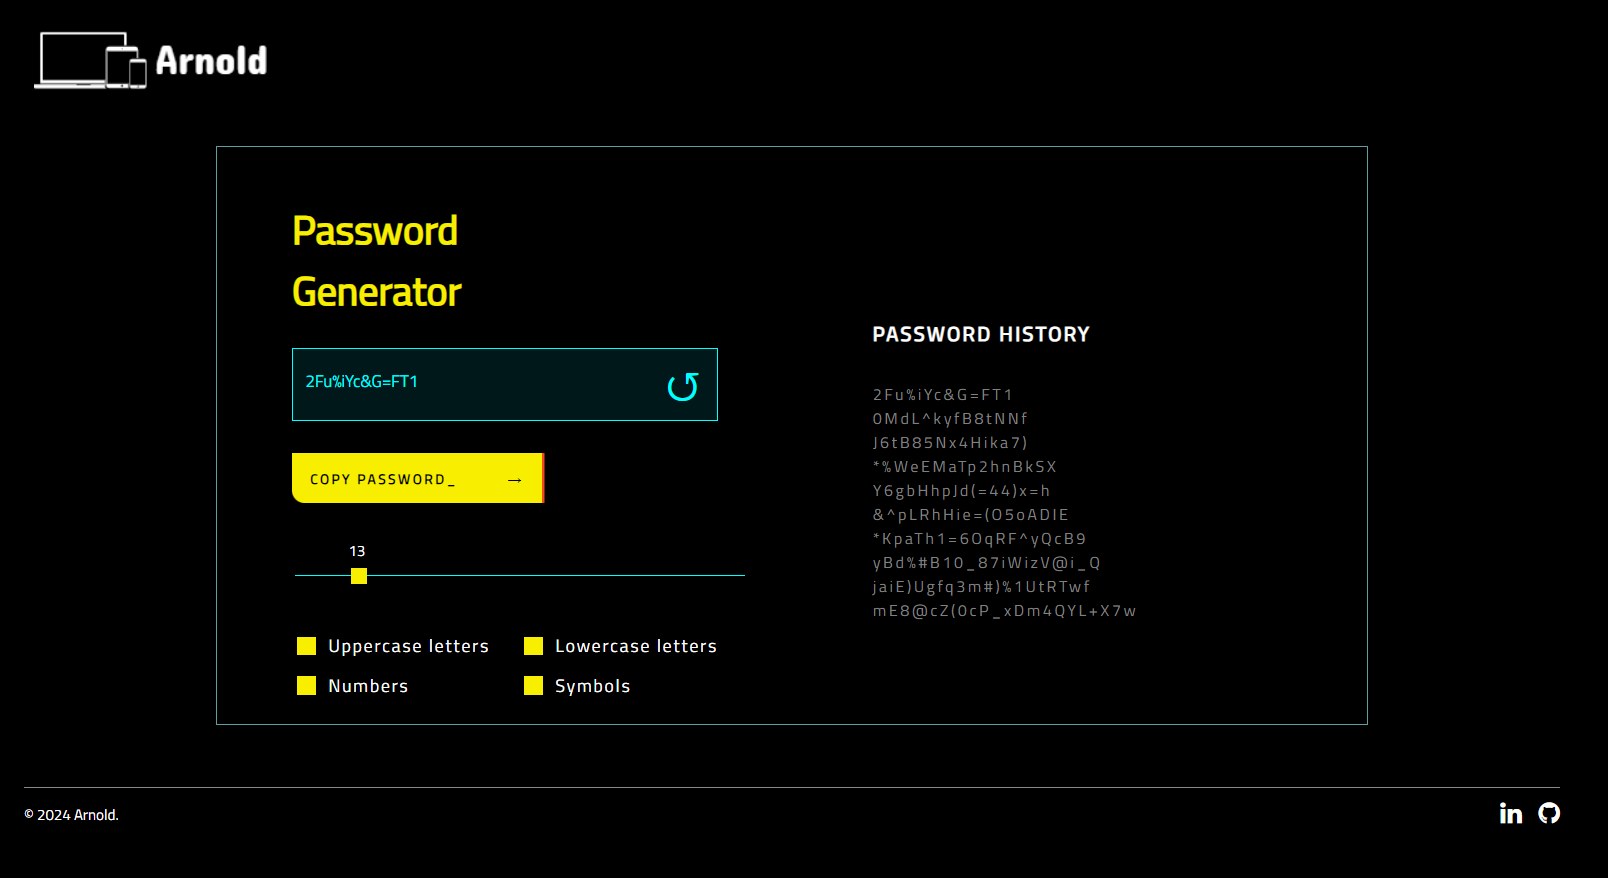 Arnold
Password
Generator
2Fu%iYc&G=FT1
COPY PASSWORD_ →
13
Uppercase letters
Lowercase letters
Numbers
Symbols
PASSWORD HISTORY
2Fu%iYc&G=FT1
0MdL^kyfB8tNNf
J6tB85Nx4Hika7)
*%WeEMaTp2hnBkSX
Y6gbHhpJd(=44)x=h
&^pLRhHie=(O5oADIE
*KpaTh1=6OqRF^yQcB9
yBd%#B10_87iWizV@i_Q
jaiE)Ugfq3m#)%1UtRTwf
mE8@cZ(0cP_xDm4QYL+X7w
© 2024 Arnold.
in